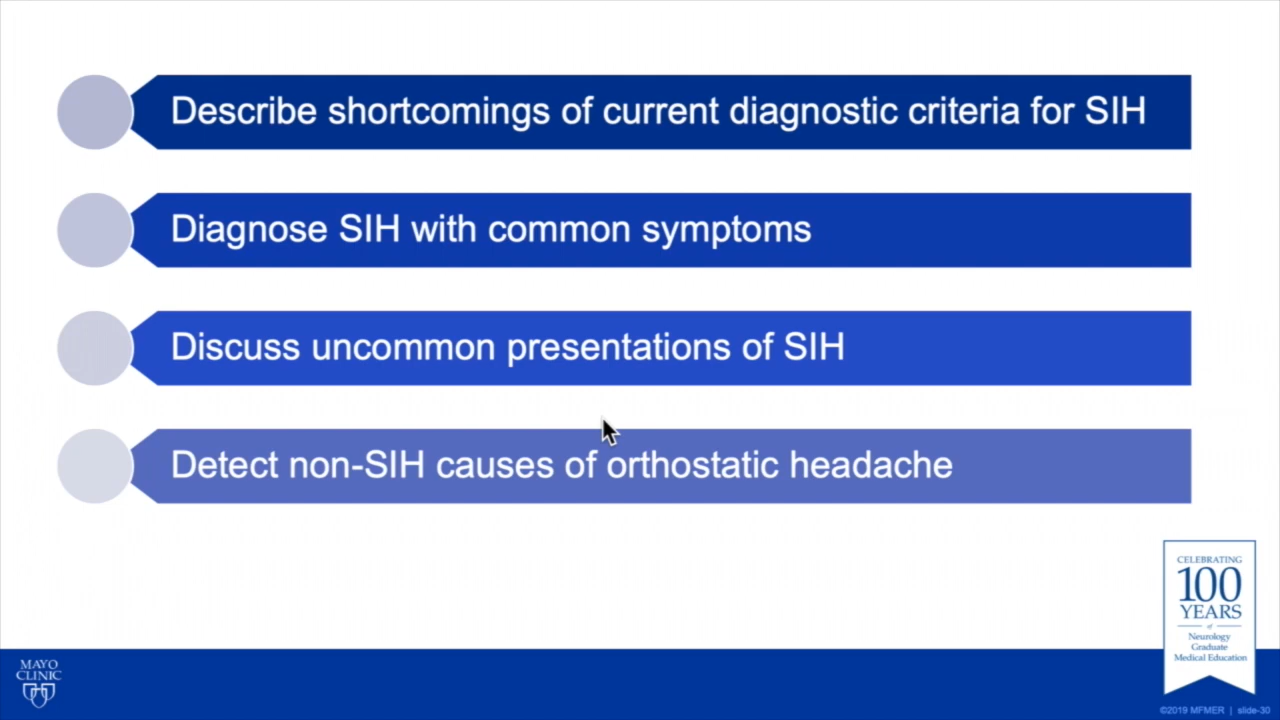 Describe shortcomings of current diagnostic criteria for SIH
Diagnose SIH with common symptoms
Discuss uncommon presentations of SIH
Detect non-SIH causes of orthostatic headache
CELEBRATING
100
YEARS
of
Neurology
Graduate
Medical Education
MAYO
CLINIC
©2019 MFMER | slide-30